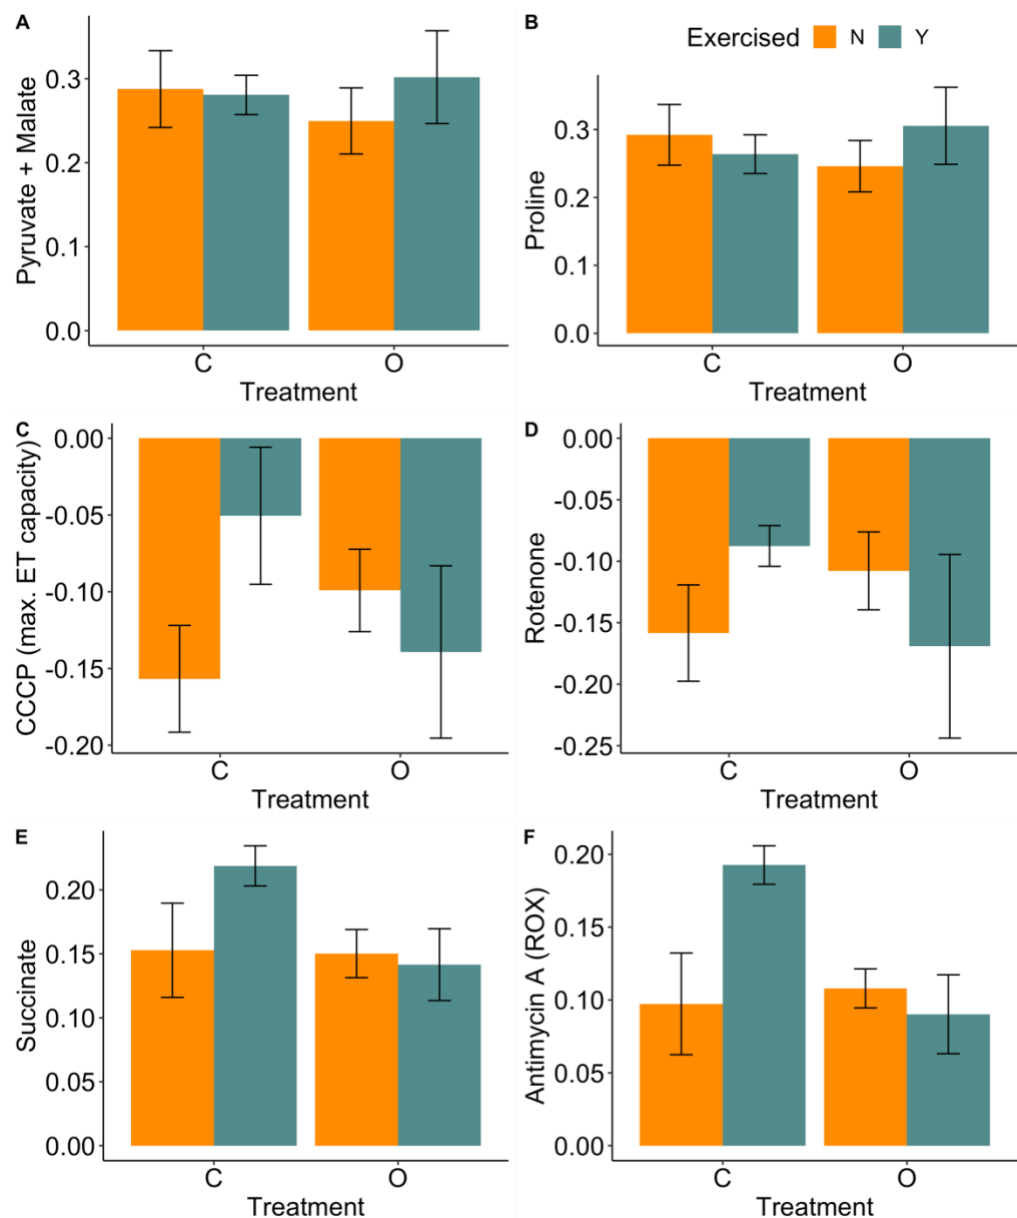 A
Pyruvate + Malate
0.3
0.2
0.1
0.0
C
O
Treatment
B
Exercised N Y
Proline
0.3
0.2
0.1
0.0
C
O
Treatment
C
CCCP (max. ET capacity)
0.00
-0.05
-0.10
-0.15
-0.20
C
O
Treatment
D
Rotenone
0.00
-0.05
-0.10
-0.15
-0.20
-0.25
C
O
Treatment
E
Succinate
0.20
0.15
0.10
0.05
0.00
C
O
Treatment
F
Antimycin A (ROX)
0.20
0.15
0.10
0.05
0.00
C
O
Treatment